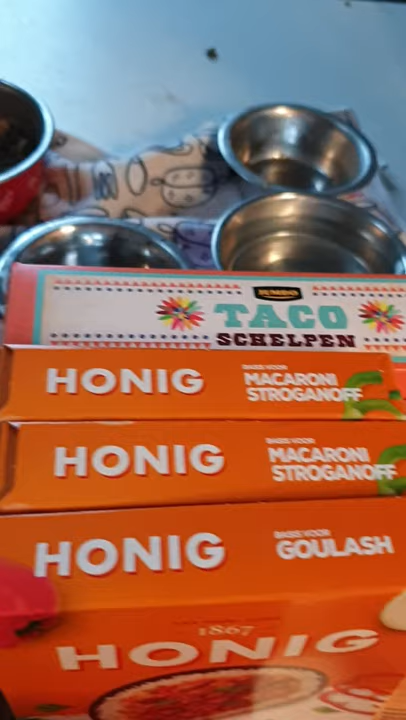 JUMBO
TACO
SCHELPEN
HONIG
BASIS VOOR
MACARONI
STROGANOFF
HONIG
BASIS VOOR
MACARONI
STROGANOFF
HONIG
BASIS VOOR
GOULASH
1867
HONIG